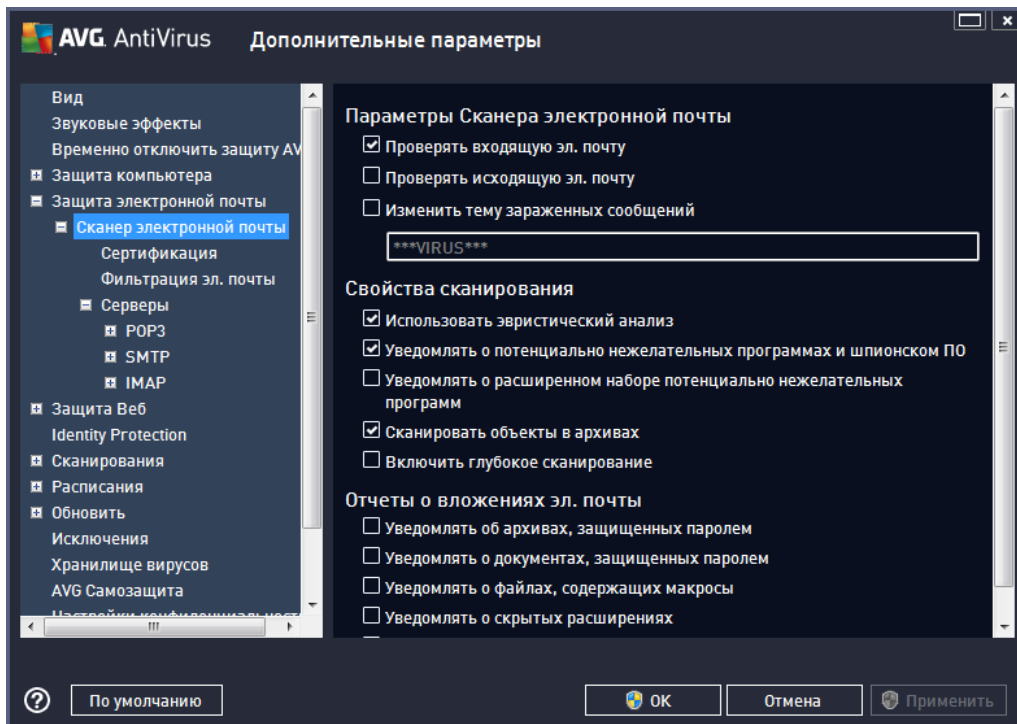 AVG. AntiVirus
Дополнительные параметры
Вид
Звуковые эффекты
Временно отключить защиту AV
Защита компьютера
Защита электронной почты
Сканер электронной почты
Сертификация
Фильтрация эл. почты
Серверы
POP3
SMTP
IMAP
Защита Веб
Identity Protection
Сканирования
Расписания
Обновить
Исключения
Хранилище вирусов
AVG Самозащита
Параметры Сканера электронной почты
Проверять входящую эл. почту
Проверять исходящую эл. почту
Изменить тему зараженных сообщений
***VIRUS***
Свойства сканирования
Использовать эвристический анализ
Уведомлять о потенциально нежелательных программах и шпионском ПО
Уведомлять о расширенном наборе потенциально нежелательных
программ
Сканировать объекты в архивах
Включить глубокое сканирование
Отчеты о вложениях эл. почты
Уведомлять об архивах, защищенных паролем
Уведомлять о документах, защищенных паролем
Уведомлять о файлах, содержащих макросы
Уведомлять о скрытых расширениях
?
По умолчанию
OK
Отмена
Применить